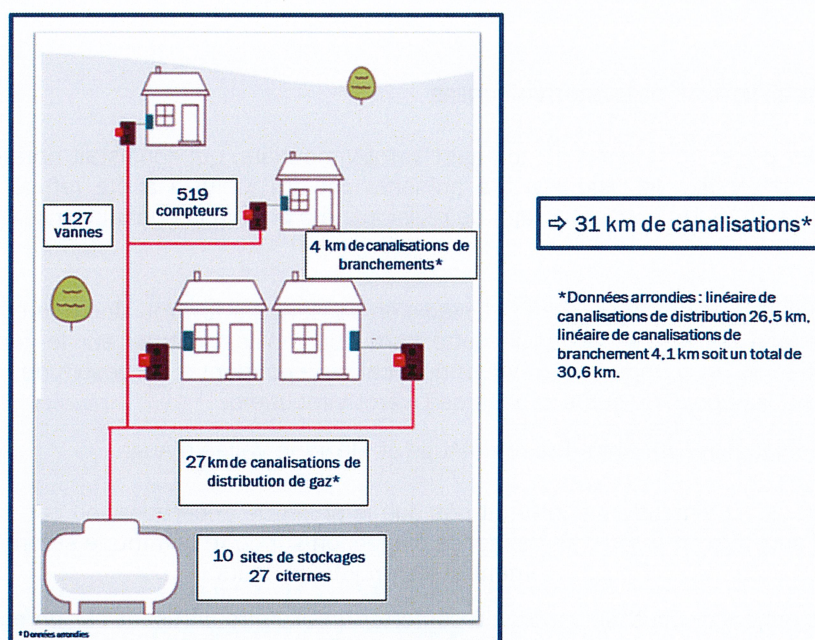 127
vannes
519
compteurs
4 km de canalisations de
branchements*
27 km de canalisations de
distribution de gaz*
10 sites de stockages
27 citernes
*Données arrondies
⇨ 31 km de canalisations*
*Données arrondies : linéaire de
canalisations de distribution 26,5 km,
linéaire de canalisations de
branchement 4,1 km soit un total de
30,6 km.